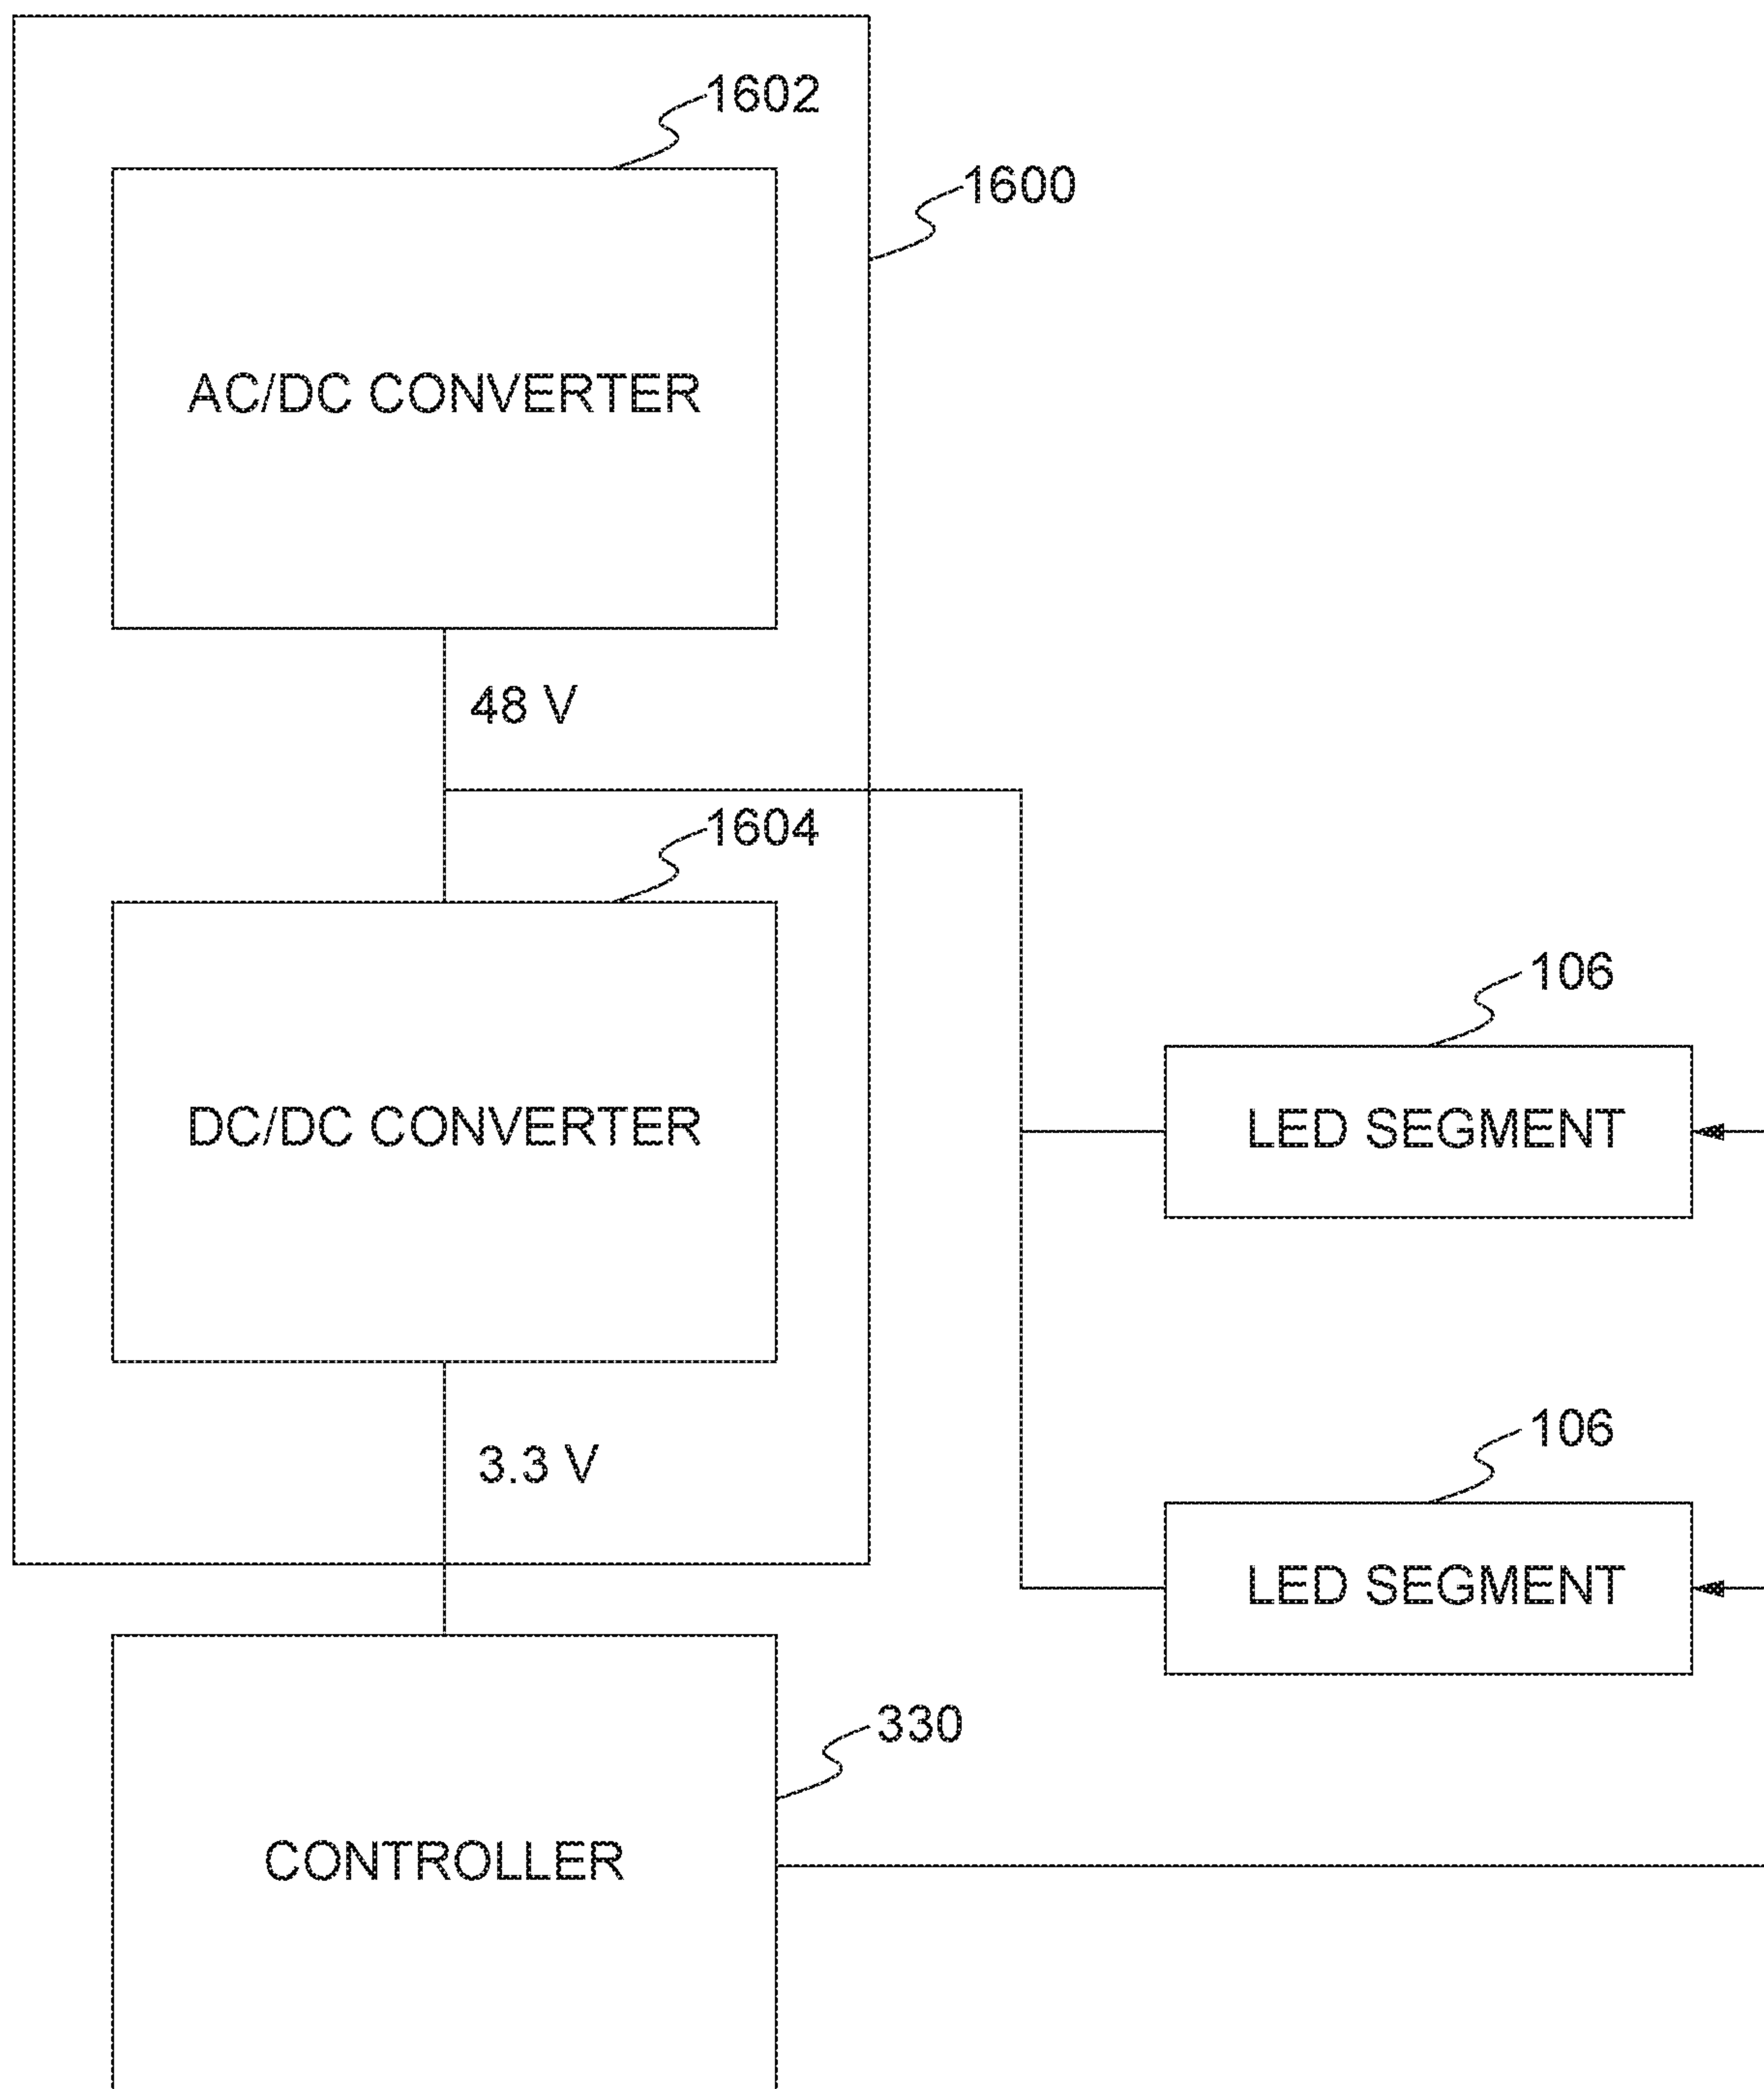 1602
1600
AC/DC CONVERTER
48 V
1604
106
DC/DC CONVERTER
LED SEGMENT
106
3.3 V
LED SEGMENT
330
CONTROLLER